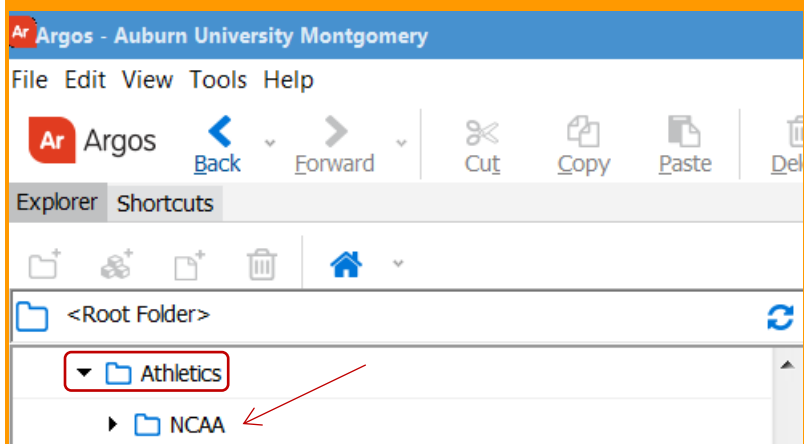 Ar Argos - Auburn University Montgomery
File Edit View Tools Help
Ar Argos Back Forward Cut Copy Paste Del
Explorer Shortcuts
<Root Folder>
Athletics
NCAA